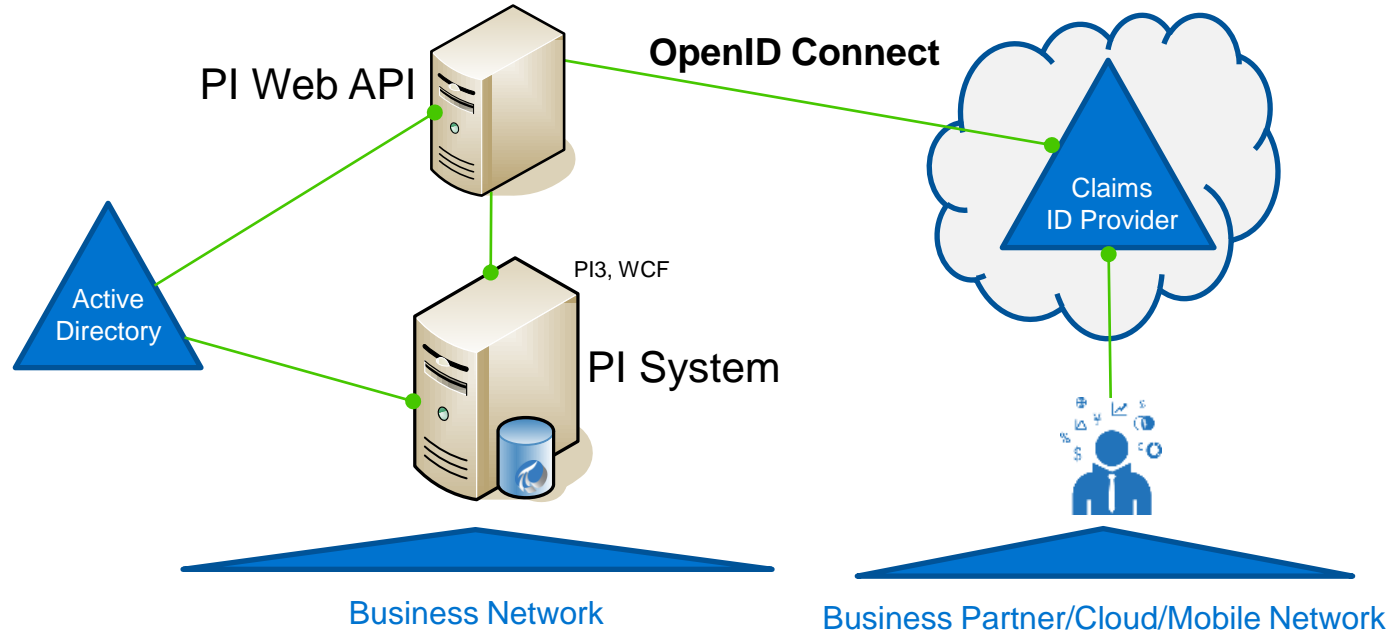 OpenID Connect
PI Web API
Claims
ID Provider
PI3, WCF
Active
Directory
PI System
Business Network
Business Partner/Cloud/Mobile Network